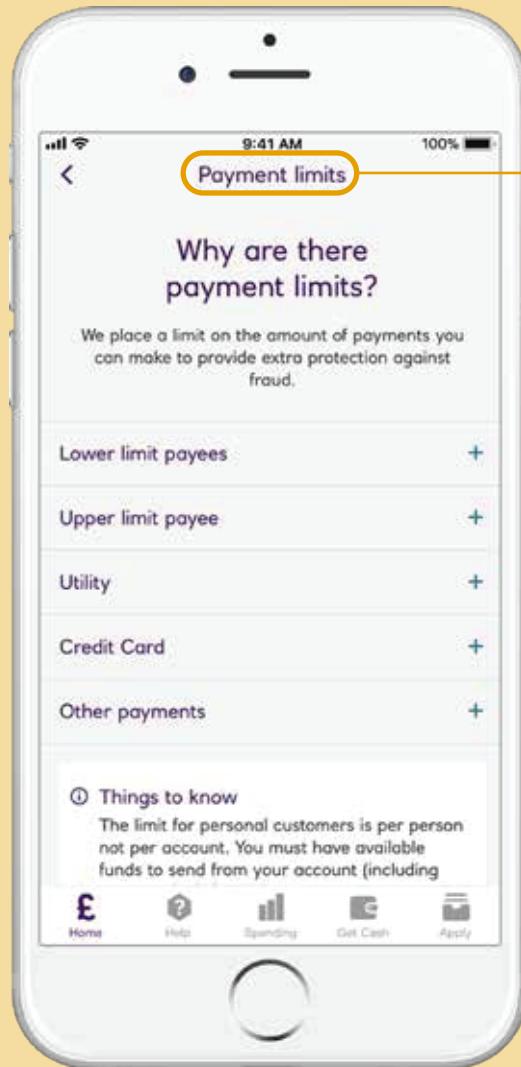 9:41 AM
100%
Payment limits
Why are there
payment limits?
We place a limit on the amount of payments you
can make to provide extra protection against
fraud.
Lower limit payees +
Upper limit payee +
Utility +
Credit Card +
Other payments +
Things to know
The limit for personal customers is per person
not per account. You must have available
funds to send from your account (including
£
Home
Help
Spending
Get Cash
Apply